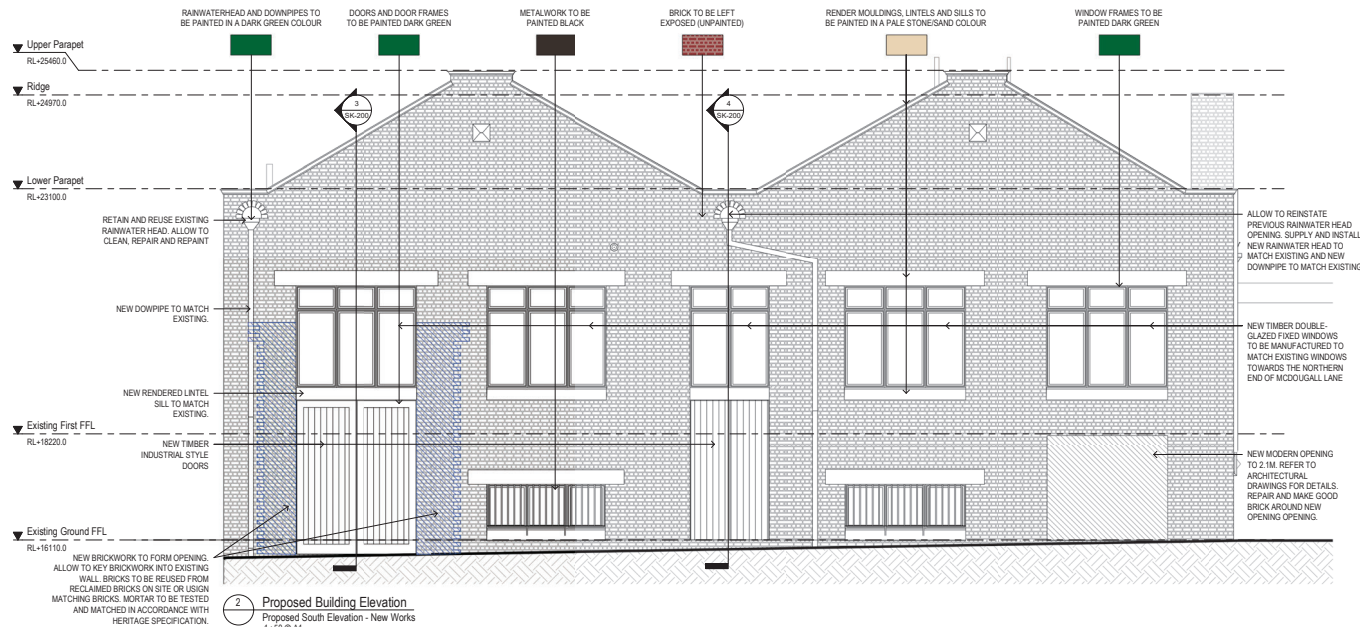 RAINWATERHEAD AND DOWNPIPES TO
BE PAINTED IN A DARK GREEN COLOUR
DOORS AND DOOR FRAMES
TO BE PAINTED DARK GREEN
METALWORK TO BE
PAINTED BLACK
BRICK TO BE LEFT
EXPOSED (UNPAINTED)
RENDER MOULDINGS, LINTELS AND SILLS TO
BE PAINTED IN A PALE STONE/SAND COLOUR
WINDOW FRAMES TO BE
PAINTED DARK GREEN
Upper Parapet
RL+25460.0
Ridge
RL+24970.0
3
SK-200
4
SK-200
Lower Parapet
RL+23100.0
RETAIN AND REUSE EXISTING
RAINWATER HEAD. ALLOW TO
CLEAN, REPAIR AND REPAINT
ALLOW TO REINSTATE
PREVIOUS RAINWATER HEAD
OPENING. SUPPLY AND INSTALL
NEW RAINWATER HEAD TO
MATCH EXISTING AND NEW
DOWNPIPE TO MATCH EXISTING
NEW DOWPIPE TO MATCH
EXISTING.
NEW TIMBER DOUBLE-
GLAZED FIXED WINDOWS
TO BE MANUFACTURED TO
MATCH EXISTING WINDOWS
TOWARDS THE NORTHERN
END OF MCDOUGALL LANE
NEW RENDERED LINTEL
SILL TO MATCH
EXISTING.
Existing First FFL
RL+18220.0
NEW TIMBER
INDUSTRIAL STYLE
DOORS
NEW MODERN OPENING
TO 2.1M. REFER TO
ARCHITECTURAL
DRAWINGS FOR DETAILS.
REPAIR AND MAKE GOOD
BRICK AROUND NEW
OPENING OPENING.
Existing Ground FFL
RL+16110.0
NEW BRICKWORK TO FORM OPENING.
ALLOW TO KEY BRICKWORK INTO EXISTING
WALL. BRICKS TO BE REUSED FROM
RECLAIMED BRICKS ON SITE OR USIGN
MATCHING BRICKS. MORTAR TO BE TESTED
AND MATCHED IN ACCORDANCE WITH
HERITAGE SPECIFICATION.
2
Proposed Building Elevation
Proposed South Elevation - New Works